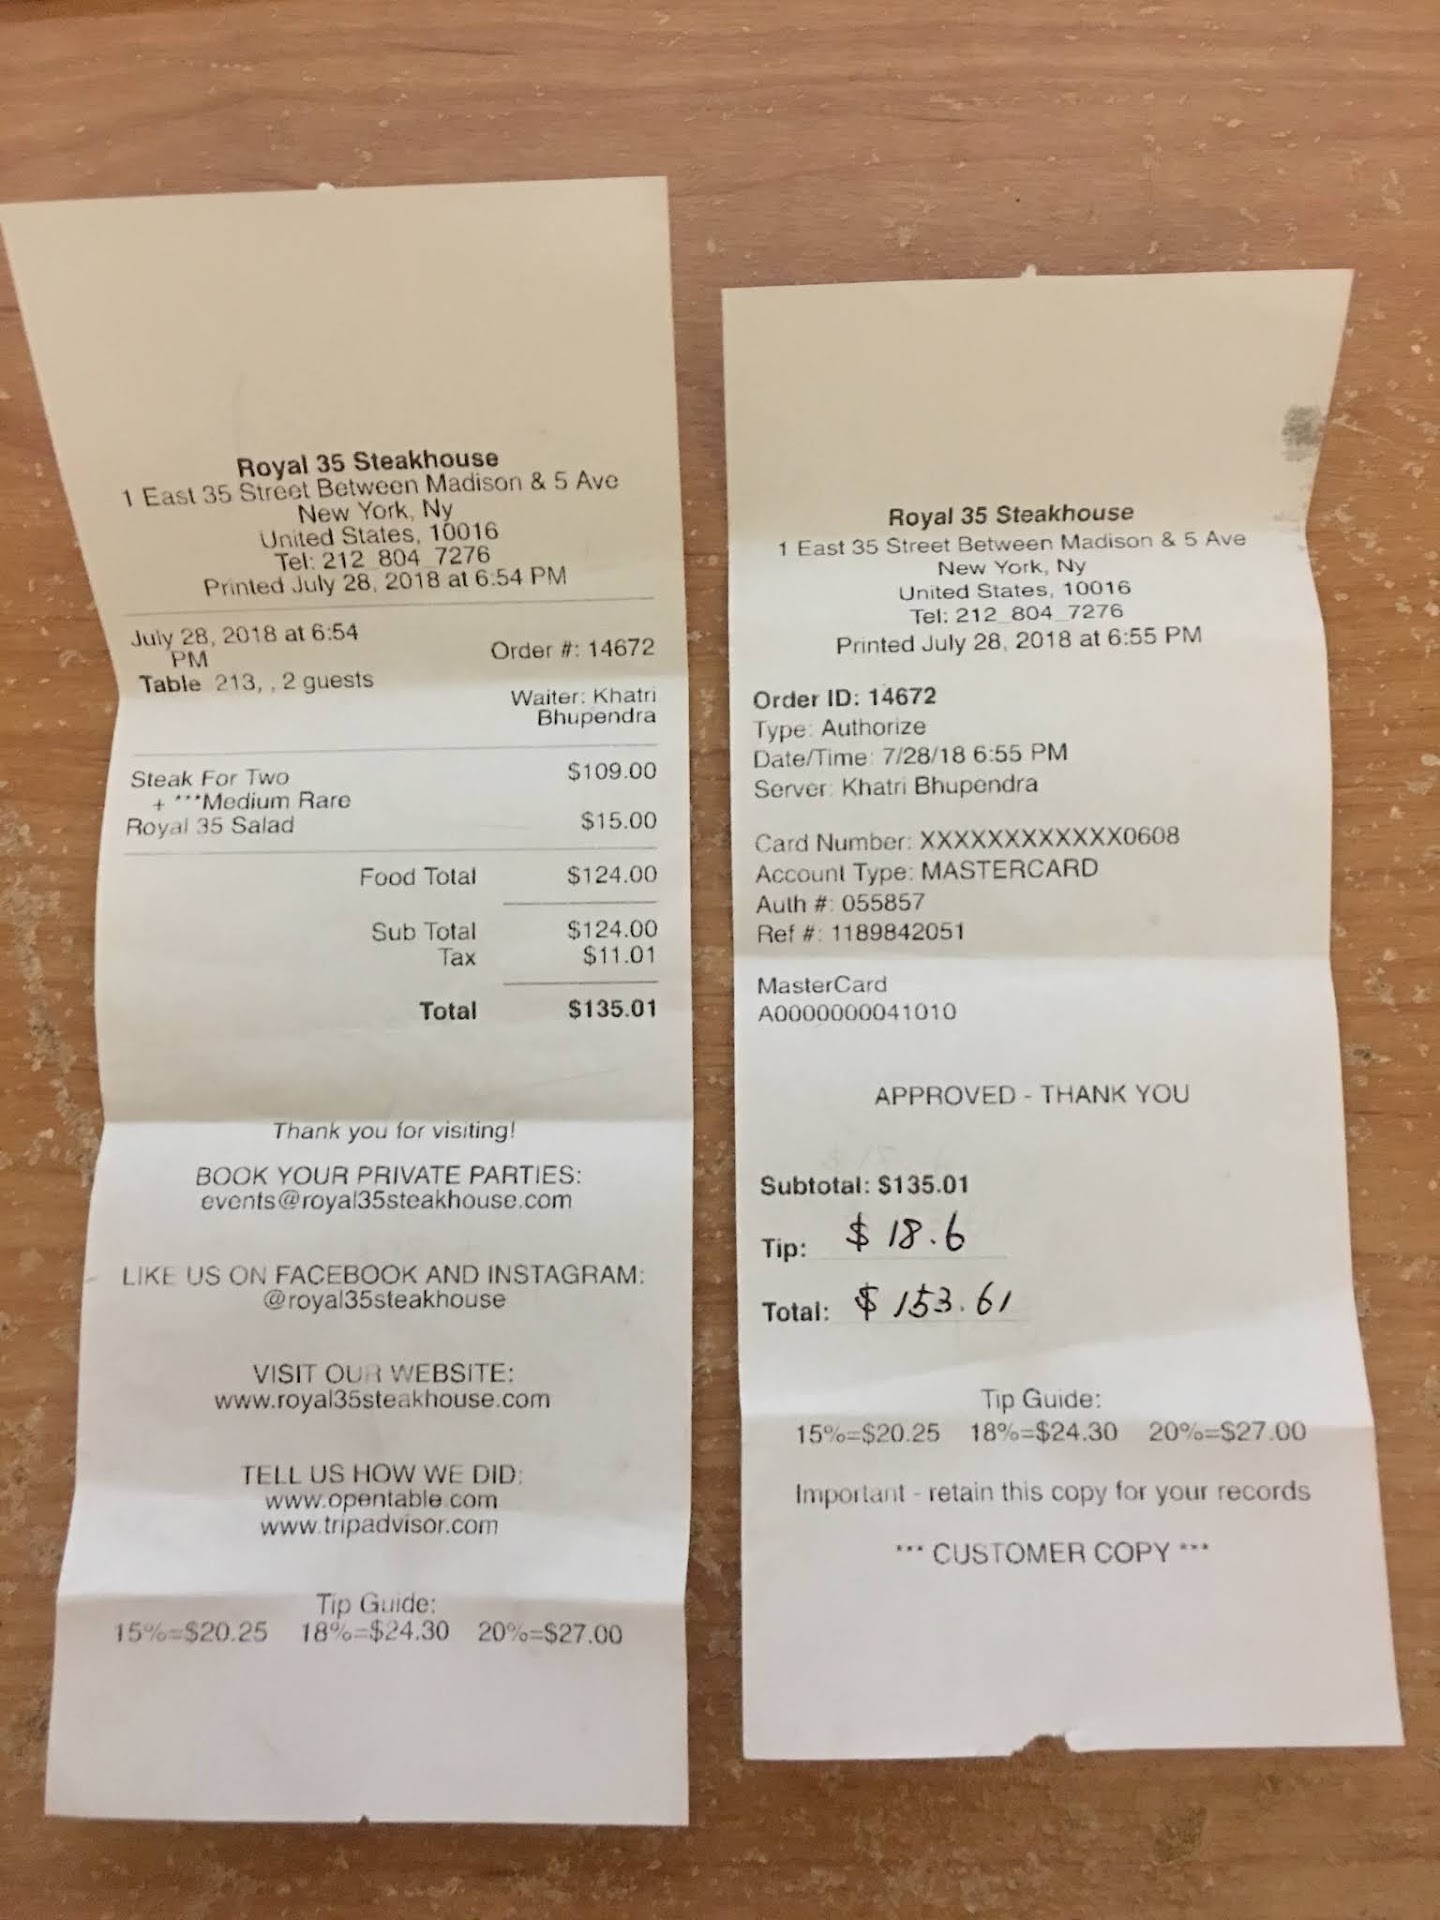 Royal 35 Steakhouse
1 East 35 Street Between Madison & 5 Ave
New York, Ny
United States, 10016
Tel: 212_804_7276
Printed July 28, 2018 at 6:54 PM
July 28, 2018 at 6:54
PM
Order #: 14672
Table 213, , 2 guests
Waiter: Khatri
Bhupendra
Steak For Two $109.00
+ ***Medium Rare
Royal 35 Salad $15.00
Food Total $124.00
Sub Total $124.00
Tax $11.01
Total $135.01
Thank you for visiting!
BOOK YOUR PRIVATE PARTIES:
events@royal35steakhouse.com
LIKE US ON FACEBOOK AND INSTAGRAM:
@royal35steakhouse
VISIT OUR WEBSITE:
www.royal35steakhouse.com
TELL US HOW WE DID:
www.opentable.com
www.tripadvisor.com
Tip Guide:
15%=$20.25 18%=$24.30 20%=$27.00
Royal 35 Steakhouse
1 East 35 Street Between Madison & 5 Ave
New York, Ny
United States, 10016
Tel: 212_804_7276
Printed July 28, 2018 at 6:55 PM
Order ID: 14672
Type: Authorize
Date/Time: 7/28/18 6:55 PM
Server: Khatri Bhupendra
Card Number: XXXXXXXXXXXX0608
Account Type: MASTERCARD
Auth #: 055857
Ref #: 1189842051
MasterCard
A0000000041010
APPROVED - THANK YOU
Subtotal: $135.01
Tip: $ 18.6
Total: $ 153.61
Tip Guide:
15%=$20.25 18%=$24.30 20%=$27.00
Important - retain this copy for your records
*** CUSTOMER COPY ***